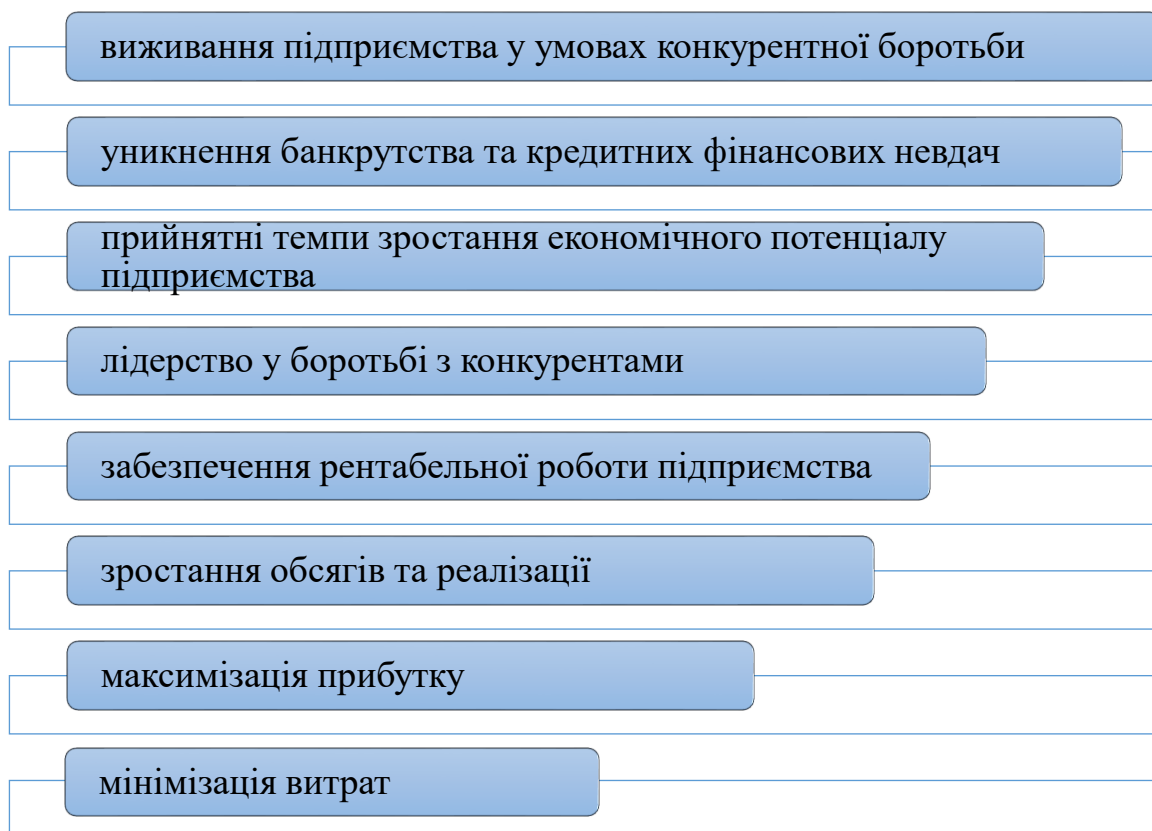 виживання підприємства у умовах конкурентної боротьби
уникнення банкрутства та кредитних фінансових невдач
прийнятні темпи зростання економічного потенціалу
підприємства
лідерство у боротьбі з конкурентами
забезпечення рентабельної роботи підприємства
зростання обсягів та реалізації
максимізація прибутку
мінімізація витрат